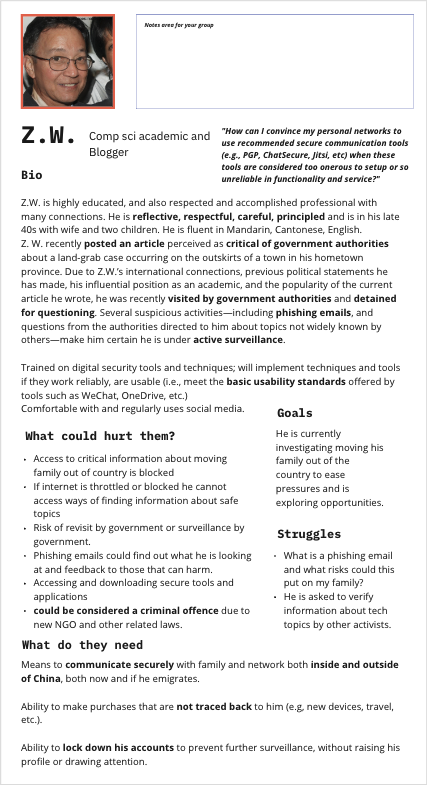 Notes area for your group
Z.W.
Comp sci academic and
Blogger
"How can I convince my personal networks to
use recommended secure communication tools
(e.g., PGP, ChatSecure, Jitsi, etc) when these
tools are considered too onerous to setup or so
unreliable in functionality and service?"
Bio
Z.W. is highly educated, and also respected and accomplished professional with
many connections. He is reflective, respectful, careful, principled and is in his late
40s with wife and two children. He is fluent in Mandarin, Cantonese, English.
Z. W. recently posted an article perceived as critical of government authorities
about a land-grab case occurring on the outskirts of a town in his hometown
province. Due to Z.W.'s international connections, previous political statements he
has made, his influential position as an academic, and the popularity of the current
article he wrote, he was recently visited by government authorities and detained
for questioning. Several suspicious activities—including phishing emails, and
questions from the authorities directed to him about topics not widely known by
others—make him certain he is under active surveillance.
Trained on digital security tools and techniques; will implement techniques and tools
if they work reliably, are usable (i.e., meet the basic usability standards offered by
tools such as WeChat, OneDrive, etc.)
Comfortable with and regularly uses social media.
What could hurt them?
• Access to critical information about moving
family out of country is blocked
• If internet is throttled or blocked he cannot
access ways of finding information about safe
topics
• Risk of revisit by government or surveillance by
government.
• Phishing emails could find out what he is looking
at and feedback to those that can harm.
• Accessing and downloading secure tools and
applications
• could be considered a criminal offence due to
new NGO and other related laws.
Goals
He is currently
investigating moving his
family out of the
country to ease
pressures and is
exploring opportunities.
Struggles
• What is a phishing email
and what risks could this
put on my family?
• He is asked to verify
information about tech
topics by other activists.
What do they need
Means to communicate securely with family and network both inside and outside
of China, both now and if he emigrates.
Ability to make purchases that are not traced back to him (e.g, new devices, travel,
etc.).
Ability to lock down his accounts to prevent further surveillance, without raising his
profile or drawing attention.